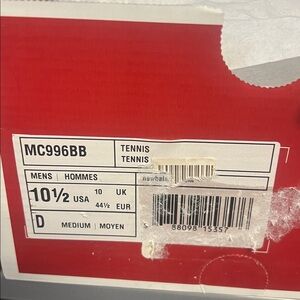 MC996BB
TENNIS
TENNIS
MENS | HOMMES
10½ USA
10 UK
44½ EUR
D MEDIUM | MOYEN